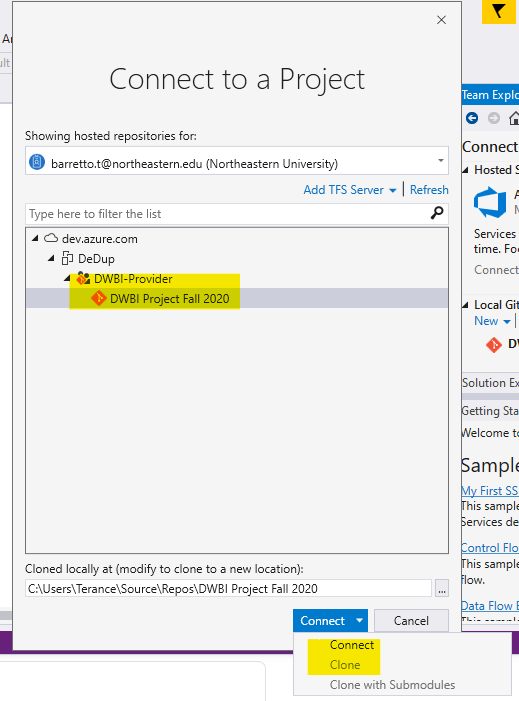 Connect to a Project
Showing hosted repositories for:
barretto.t@northeastern.edu (Northeastern University)
Add TFS Server
Refresh
Type here to filter the list
dev.azure.com
DeDup
DWBI-Provider
DWBI Project Fall 2020
Cloned locally at (modify to clone to a new location):
C:\Users\Terance\Source\Repos\DWBI Project Fall 2020
...
Connect
Cancel
Connect
Clone
Clone with Submodules
Team Explo
Connect
Hosted S
Services
time. Fo
Connect
Local Git
New
Solution Ex
Getting Sta
Welcome to
Sample
My First SS
This sample
Services de
Control Flow
This sample
flow.
Data Flow E
This sample